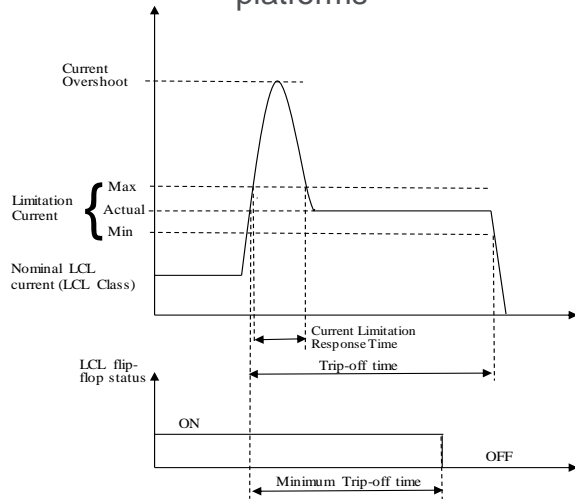 platforms
Current
Overshoot
Max
Limitation
Current
Actual
Min
Nominal LCL
current (LCL Class)
Current Limitation
Response Time
Trip-off time
LCL flip-
flop status
ON
OFF
Minimum Trip-off time